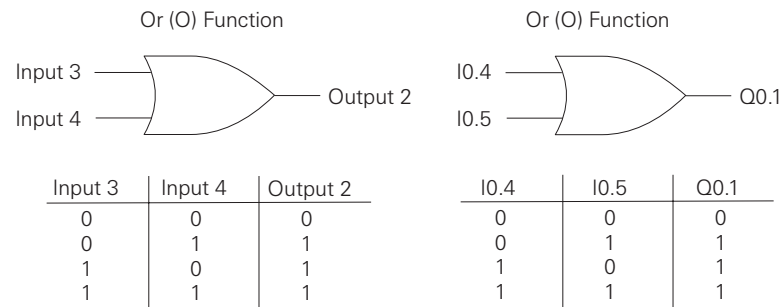 Or (O) Function
Input 3
Input 4
Output 2
Input 3 Input 4 Output 2
0 0 0
0 1 1
1 0 1
1 1 1
Or (O) Function
I0.4
I0.5
Q0.1
I0.4 I0.5 Q0.1
0 0 0
0 1 1
1 0 1
1 1 1